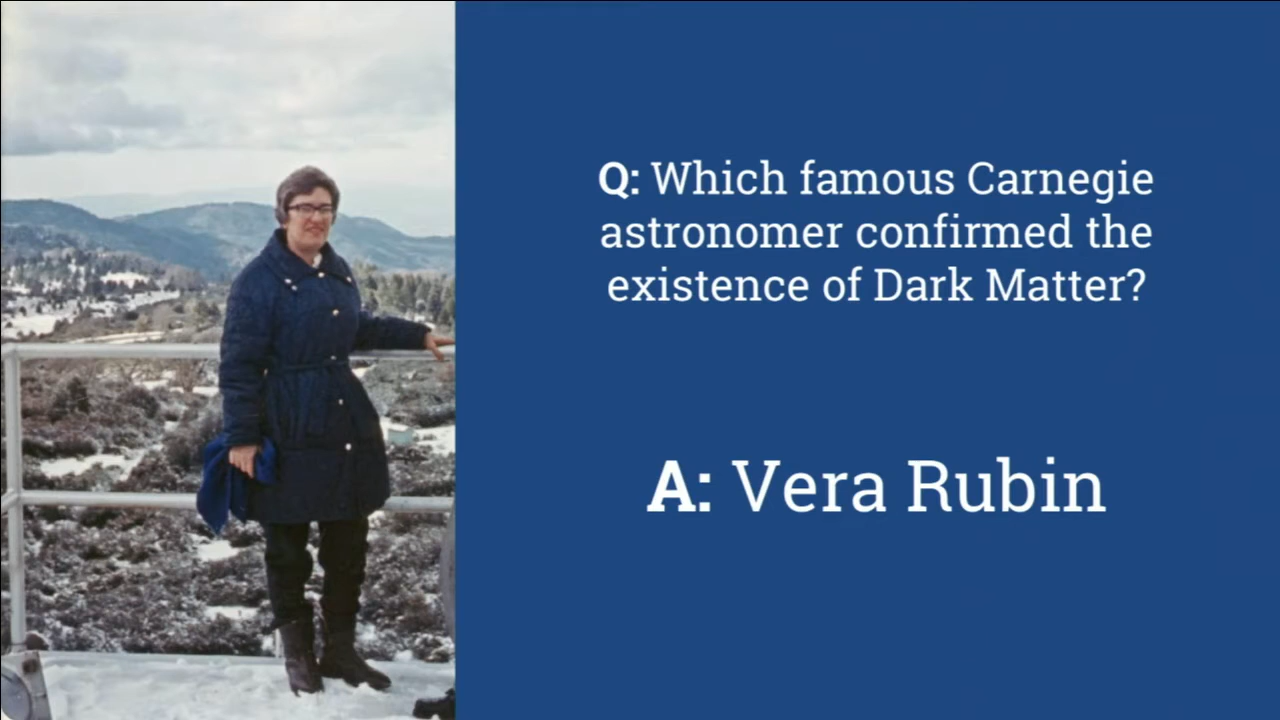 Q: Which famous Carnegie
astronomer confirmed the
existence of Dark Matter?
A: Vera Rubin